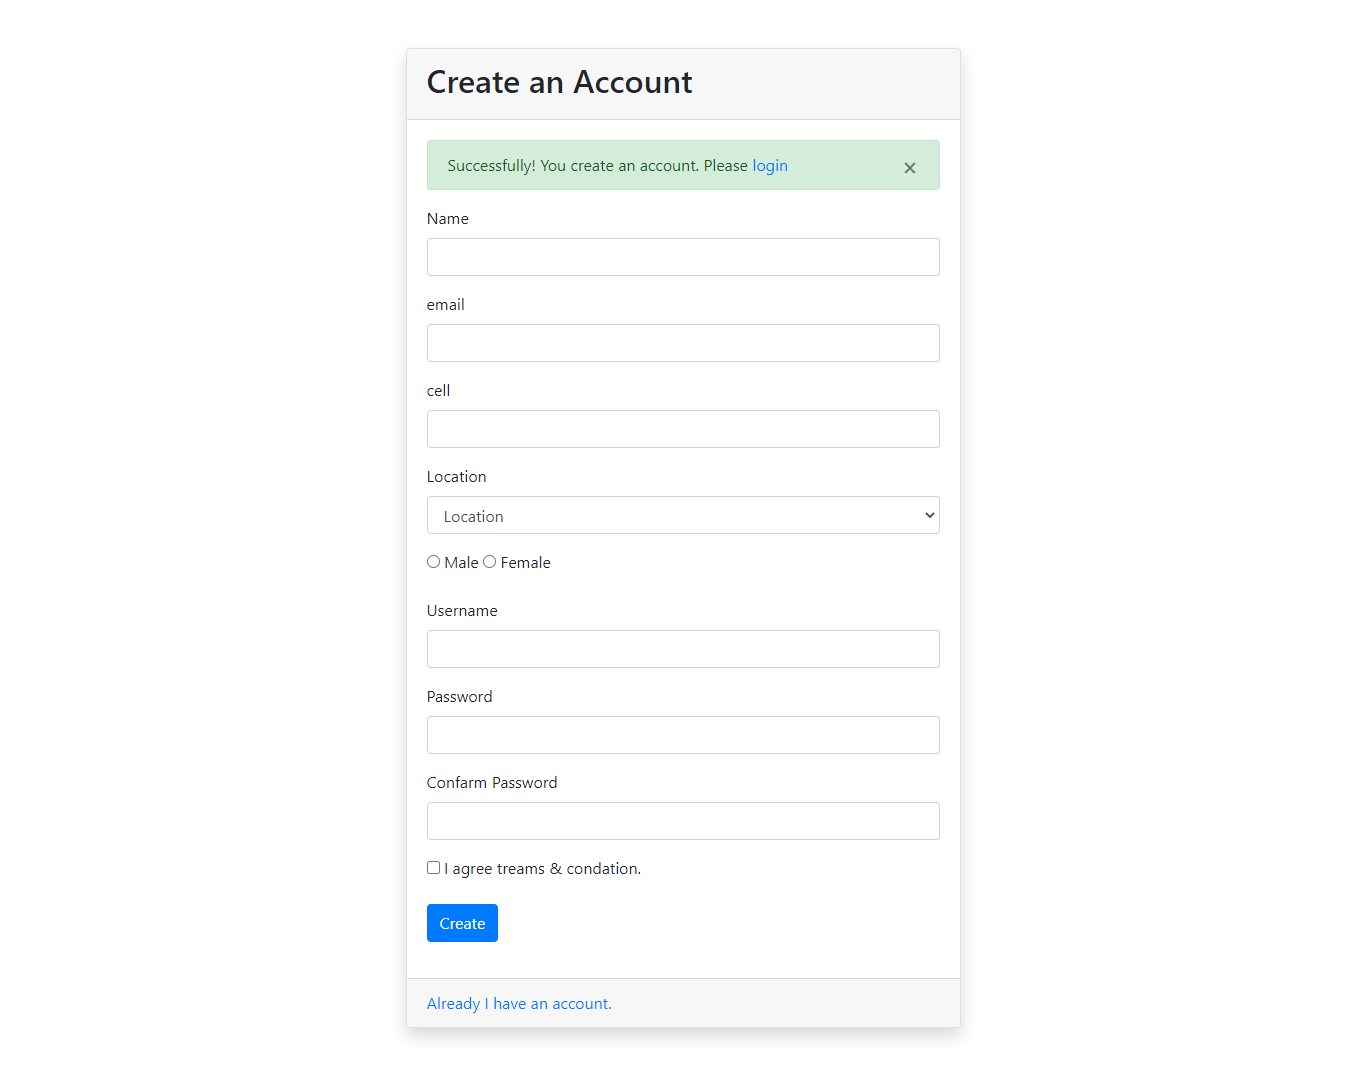 Create an Account
Successfully! You create an account. Please login ×
Name
email
cell
Location
Location
Male Female
Username
Password
Confarm Password
I agree treams & condation.
Create
Already I have an account.